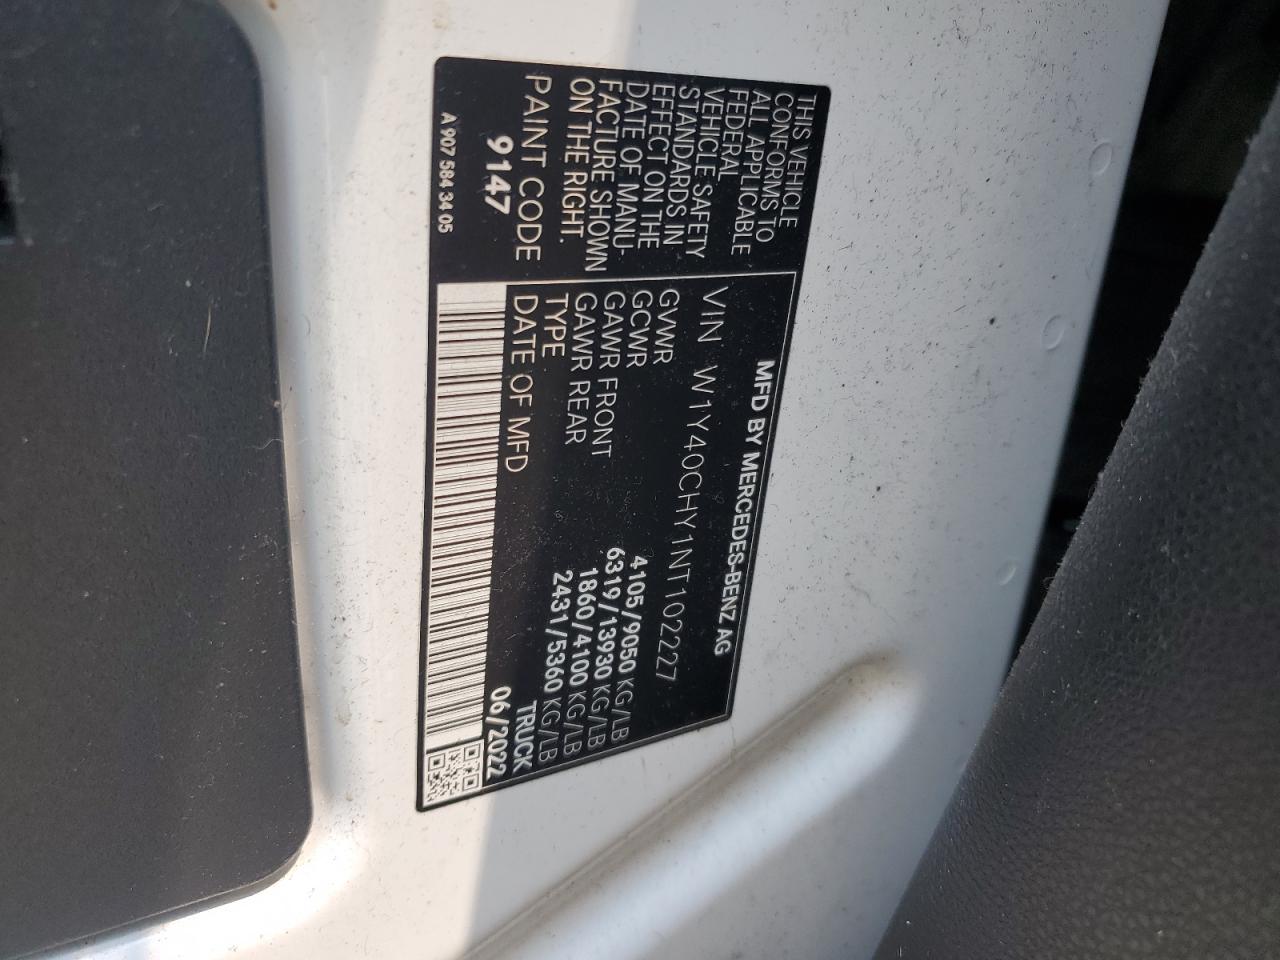 MFD BY MERCEDES-BENZ AG
VIN W1Y40CHY1NT102227
GVWR 4105/9050 KG/LB
GCWR 6319/13930 KG/LB
GAWR FRONT 1860/4100 KG/LB
GAWR REAR 2431/5360 KG/LB
TYPE TRUCK
DATE OF MFD 06/2022
THIS VEHICLE
CONFORMS TO
ALL APPLICABLE
FEDERAL
VEHICLE SAFETY
STANDARDS IN
EFFECT ON THE
DATE OF MANU-
FACTURE SHOWN
ON THE RIGHT.
PAINT CODE
9147
A 907 584 34 05